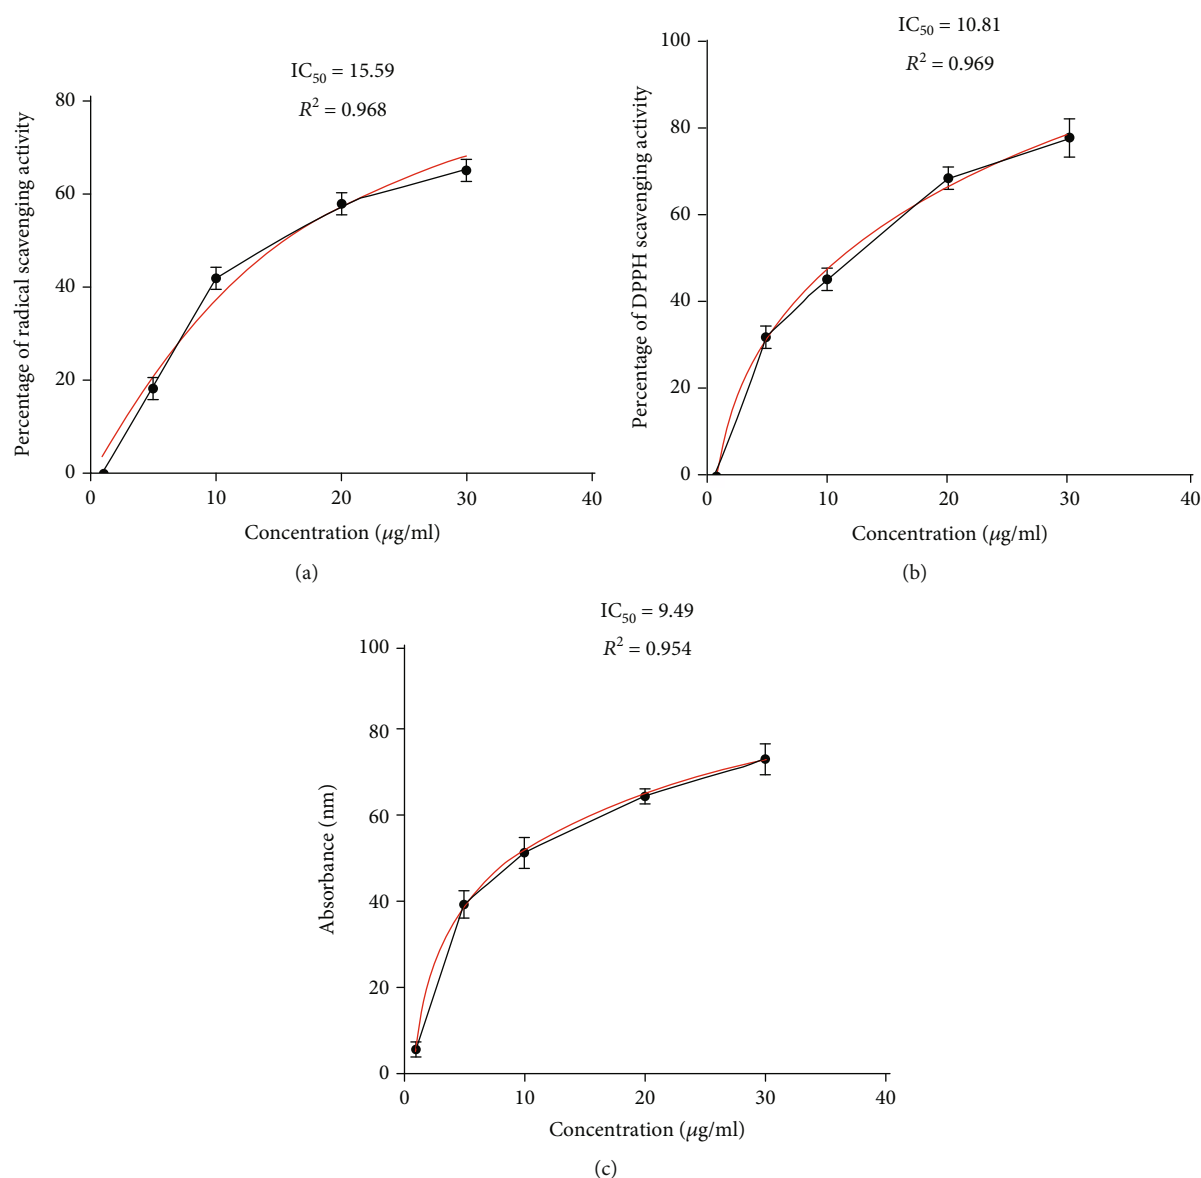 IC50 = 15.59
R2 = 0.968
Percentage of radical scavenging activity
80
60
40
20
0
0 10 20 30 40
Concentration (μg/ml)
(a)
IC50 = 10.81
R2 = 0.969
Percentage of DPPH scavenging activity
100
80
60
40
20
0
0 10 20 30 40
Concentration (μg/ml)
(b)
IC50 = 9.49
R2 = 0.954
Absorbance (nm)
100
80
60
40
20
0
0 10 20 30 40
Concentration (μg/ml)
(c)